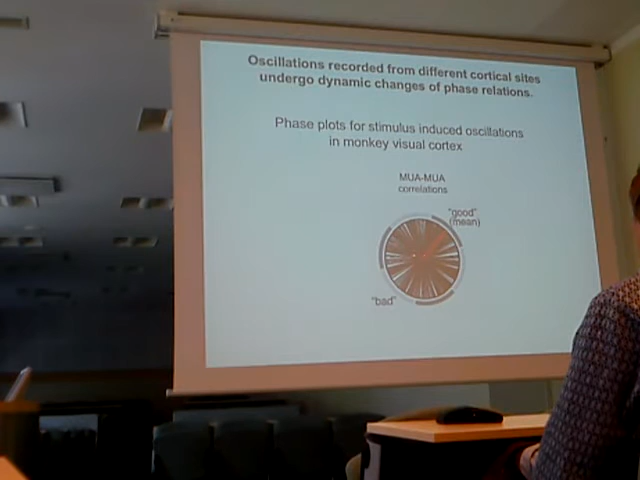 Oscillations recorded from different cortical sites
undergo dynamic changes of phase relations.
Phase plots for stimulus induced oscillations
in monkey visual cortex
MUA-MUA
correlations
"good"
(mean)
"bad"